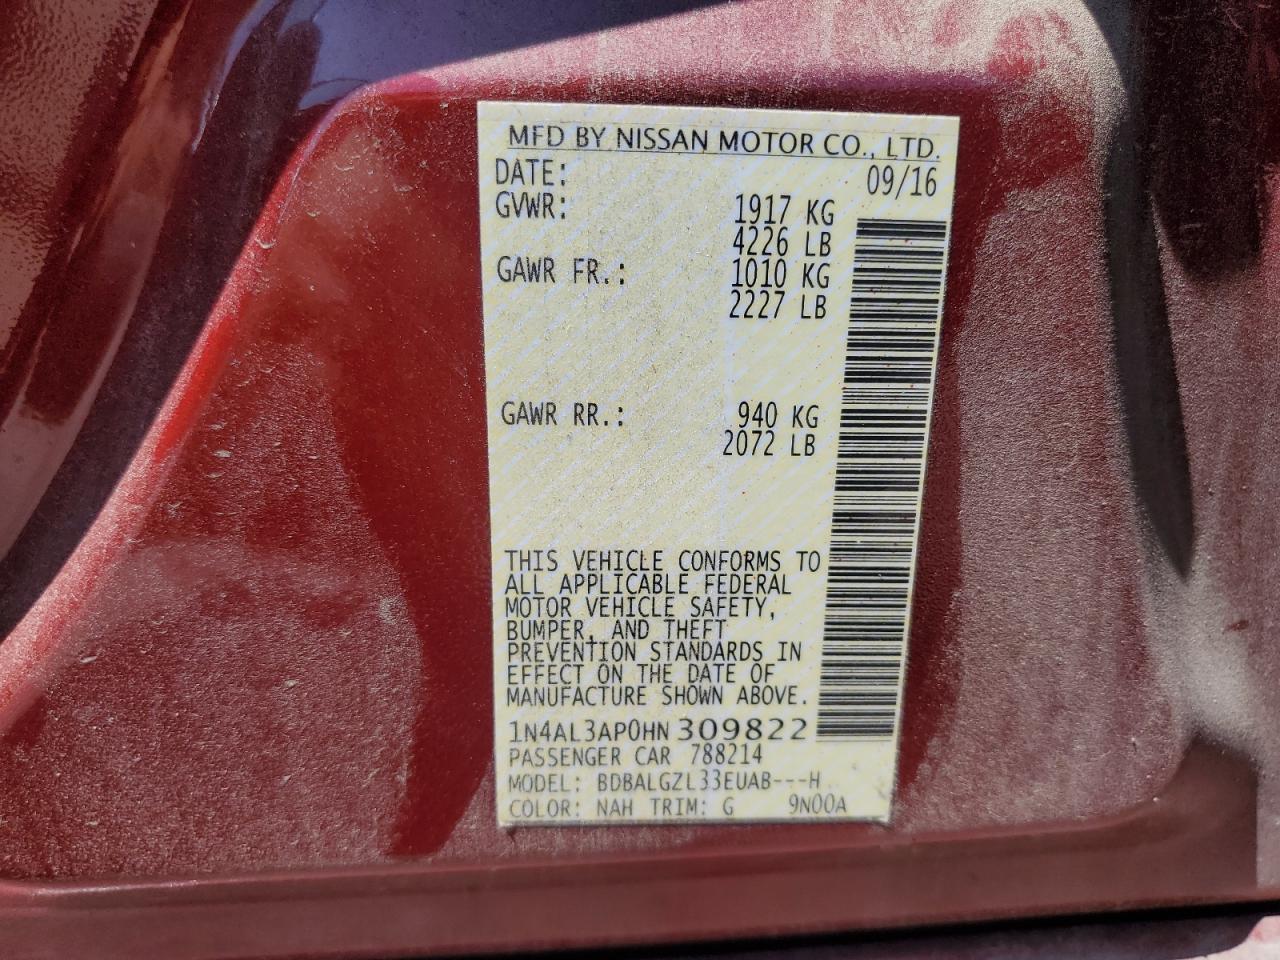 MFD BY NISSAN MOTOR CO., LTD.
DATE: 09/16
GVWR: 1917 KG
4226 LB
GAWR FR.: 1010 KG
2227 LB
GAWR RR.: 940 KG
2072 LB
THIS VEHICLE CONFORMS TO
ALL APPLICABLE FEDERAL
MOTOR VEHICLE SAFETY,
BUMPER, AND THEFT
PREVENTION STANDARDS IN
EFFECT ON THE DATE OF
MANUFACTURE SHOWN ABOVE.
1N4AL3AP0HN 309822
PASSENGER CAR 788214
MODEL: BDBALGZL33EUAB---H
COLOR: NAH TRIM: G 9N00A